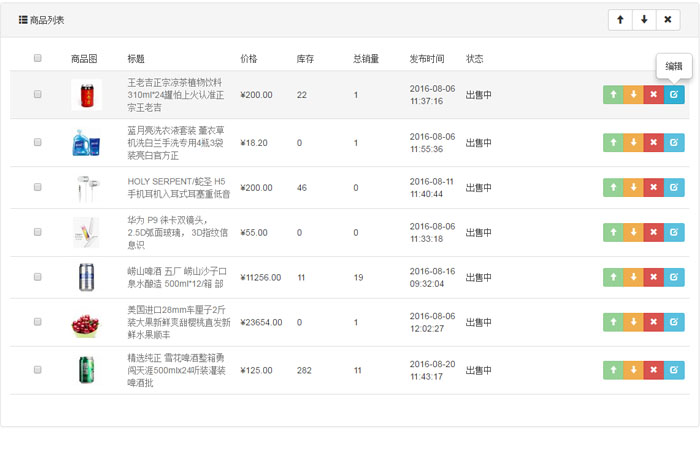 商品列表
商品图 标题 价格 库存 总销量 发布时间 状态
编辑
王老吉正宗凉茶植物饮料
310ml*24罐怕上火认准正
宗王老吉
¥200.00 22 1 2016-08-06
11:37:16
出售中
蓝月亮洗衣液套装 薰衣草
机洗白兰手洗专用4瓶3袋
装亮白官方正
¥18.20 0 1 2016-08-06
11:55:36
出售中
HOLY SERPENT/蛇圣 H5
手机耳机入耳式耳塞重低音
¥200.00 46 0 2016-08-11
11:40:44
出售中
华为 P9 徕卡双镜头,
2.5D弧面玻璃, 3D指纹信
息识
¥55.00 0 0 2016-08-06
11:33:18
出售中
崂山啤酒 五厂 崂山沙子口
泉水酿造 500ml*12/箱 部
¥11256.00 11 19 2016-08-16
09:32:04
出售中
美国进口28mm车厘子2斤
装大果新鲜爽甜樱桃直发新
鲜水果顺丰
¥23654.00 0 1 2016-08-06
12:02:27
出售中
精选纯正 雪花啤酒整箱勇
闯天涯500mlx24听装灌装
啤酒批
¥125.00 282 11 2016-08-20
11:43:17
出售中